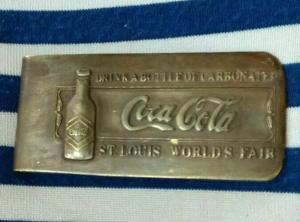 DRINK A BOTTLE OF CARBONATED
Coca-Cola
ST. LOUIS WORLD'S FAIR